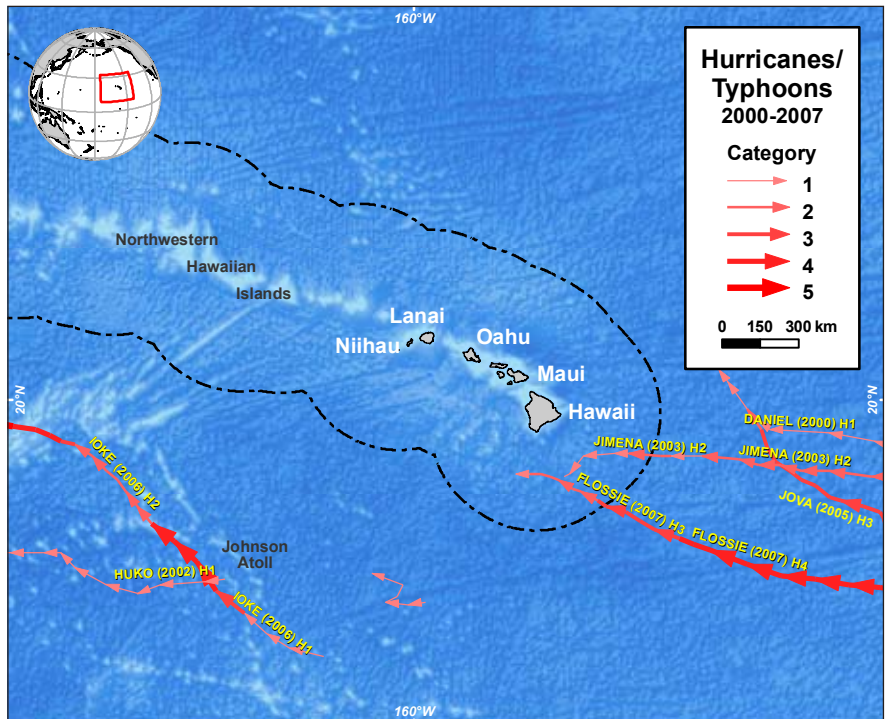 160°W
Hurricanes/
Typhoons
2000-2007
Category
1
2
3
4
5
0 150 300 km
Northwestern
Hawaiian
Islands
Lanai
Niihau
Oahu
Maui
Hawaii
20°N
20°N
DANIEL (2000) H1
JIMENA (2003) H2
JIMENA (2003) H2
JOVA (2005) H3
FLOSSIE (2007) H3
FLOSSIE (2007) H4
IOKE (2006) H2
Johnson
Atoll
HUKO (2002) H1
IOKE (2006) H1
160°W